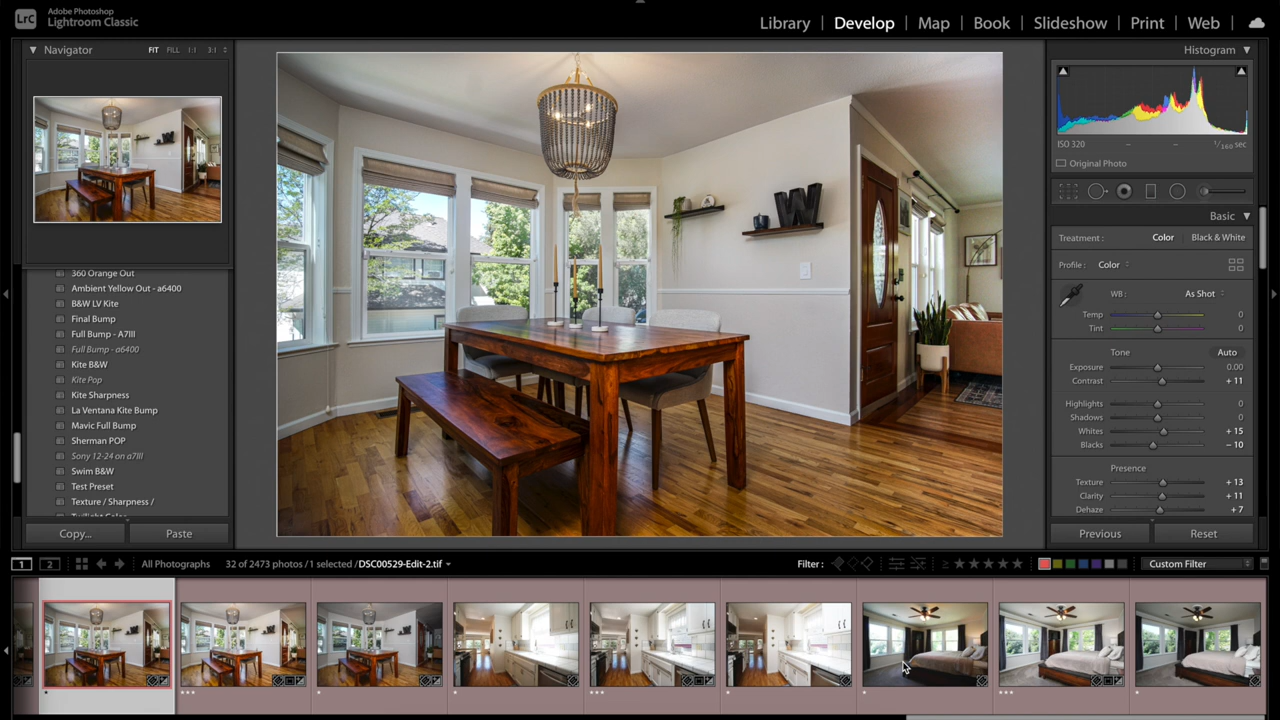 LrC
Adobe Photoshop
Lightroom Classic
Library | Develop | Map | Book | Slideshow | Print | Web
Navigator FIT FILL 1:1 3:1
360 Orange Out
Ambient Yellow Out - a6400
B&W LV Kite
Final Bump
Full Bump - A7III
Full Bump - a6400
Kite B&W
Kite Pop
Kite Sharpness
La Ventana Kite Bump
Mavic Full Bump
Sherman POP
Sony 12-24 on a7III
Swim B&W
Test Preset
Texture / Sharpness /
Twilight Color
Copy... Paste
W
Histogram
ISO 320 – – 1/160 sec
Original Photo
Basic
Treatment : Color Black & White
Profile : Color
WB : As Shot
Temp 0
Tint 0
Tone Auto
Exposure 0.00
Contrast + 11
Highlights 0
Shadows 0
Whites + 15
Blacks – 10
Presence
Texture + 13
Clarity + 11
Dehaze + 7
Previous Reset
1 2 All Photographs 32 of 2473 photos / 1 selected / DSC00529-Edit-2.tif Filter : ≥ Custom Filter